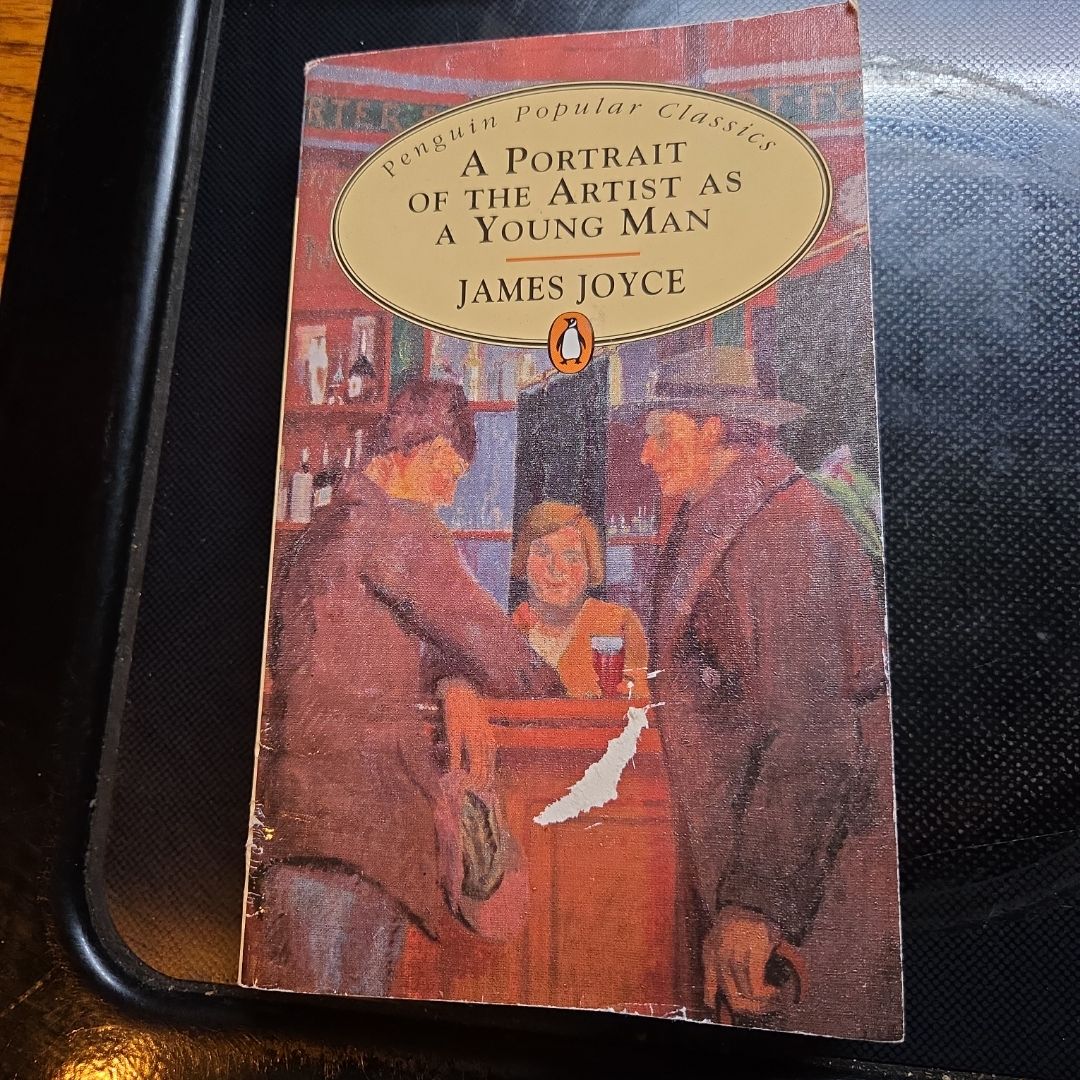 Penguin Popular Classics
A PORTRAIT
OF THE ARTIST AS
A YOUNG MAN
JAMES JOYCE